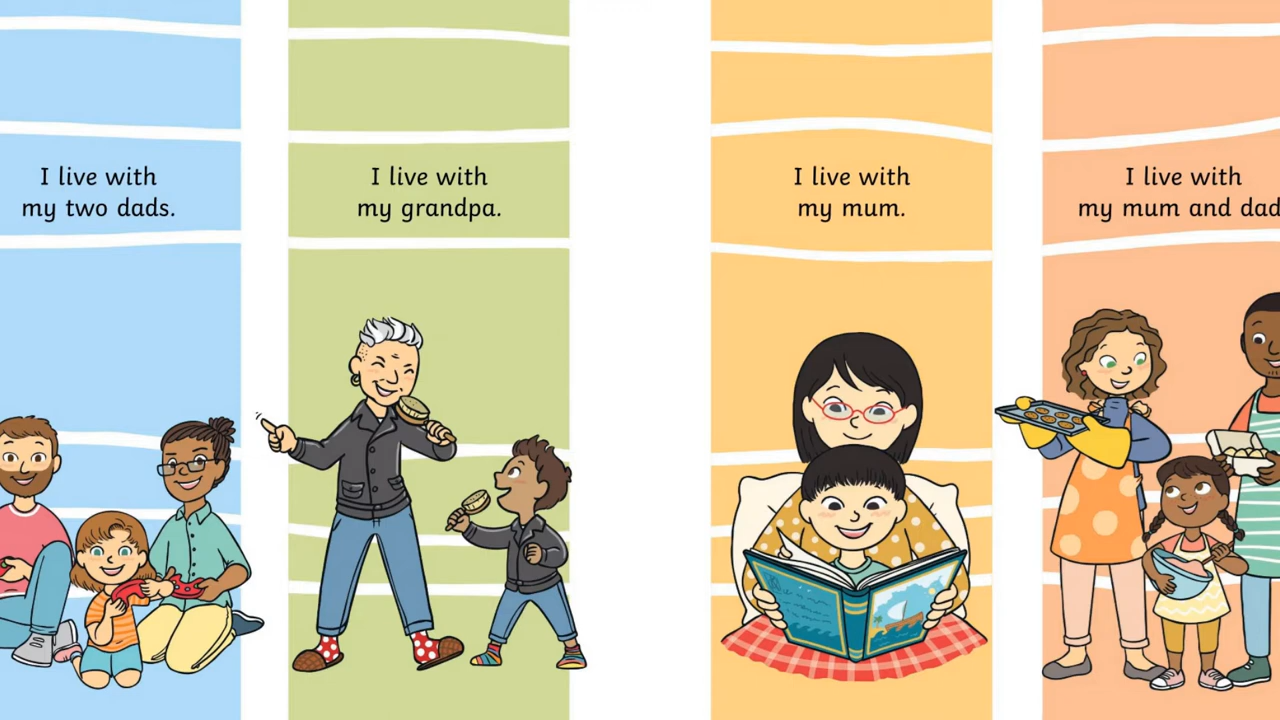 I live with
my two dads.
I live with
my grandpa.
I live with
my mum.
I live with
my mum and dad